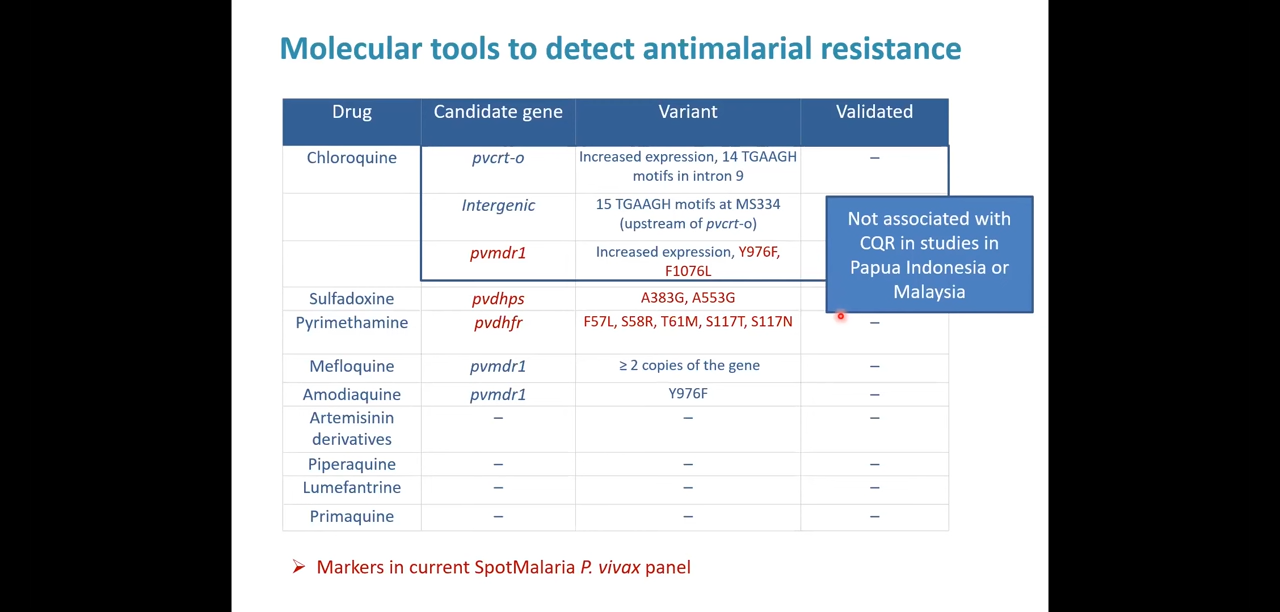 Molecular tools to detect antimalarial resistance
Drug Candidate gene Variant Validated
Chloroquine pvcrt-o Increased expression, 14 TGAAGH –
motifs in intron 9
Intergenic 15 TGAAGH motifs at MS334
(upstream of pvcrt-o)
pvmdr1 Increased expression, Y976F,
F1076L
Not associated with
CQR in studies in
Papua Indonesia or
Malaysia
Sulfadoxine pvdhps A383G, A553G
Pyrimethamine pvdhfr F57L, S58R, T61M, S117T, S117N –
Mefloquine pvmdr1 ≥ 2 copies of the gene –
Amodiaquine pvmdr1 Y976F –
Artemisinin – – –
derivatives
Piperaquine – – –
Lumefantrine – – –
Primaquine – – –
➢ Markers in current SpotMalaria P. vivax panel